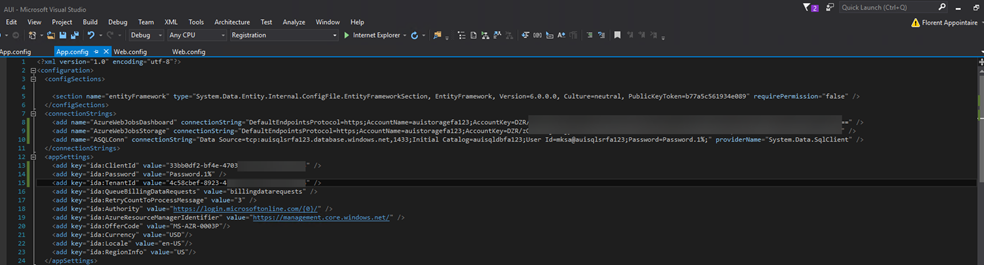 AUI - Microsoft Visual Studio
2
Quick Launch (Ctrl+Q)
Edit View Project Build Debug Team XML Tools Architecture Test Analyze Window Help
Florent Appointaire
Debug Any CPU Registration Internet Explorer
App.config App.config Web.config Web.config
1 <?xml version="1.0" encoding="utf-8"?>
2 <configuration>
3 <configSections>
4
5 <section name="entityFramework" type="System.Data.Entity.Internal.ConfigFile.EntityFrameworkSection, EntityFramework, Version=6.0.0.0, Culture=neutral, PublicKeyToken=b77a5c561934e089" requirePermission="false" />
6 </configSections>
7 <connectionStrings>
8 <add name="AzureWebJobsDashboard" connectionString="DefaultEndpointsProtocol=https;AccountName=auistoragefa123;AccountKey=DZR/ ==" />
9 <add name="AzureWebJobsStorage" connectionString="DefaultEndpointsProtocol=https;AccountName=auistoragefa123;AccountKey=DZR/ />
10 <add name="ASQLConn" connectionString="Data Source=tcp:auisqlsrfa123.database.windows.net,1433;Initial Catalog=auisqldbfa123;User Id=mksa@auisqlsrfa123;Password=Password.1%;" providerName="System.Data.SqlClient" />
11 </connectionStrings>
12 <appSettings>
13 <add key="ida:ClientId" value="33bb0df2-bf4e-4703 " />
14 <add key="ida:Password" value="Password.1%" />
15 <add key="ida:TenantId" value="4c58cbef-8923-4 " />
16 <add key="ida:QueueBillingDataRequests" value="billingdatarequests" />
17 <add key="ida:RetryCountToProcessMessage" value="3" />
18 <add key="ida:Authority" value="https://login.microsoftonline.com/{0}/" />
19 <add key="ida:AzureResourceManagerIdentifier" value="https://management.core.windows.net/" />
20 <add key="ida:OfferCode" value="MS-AZR-0003P"/>
21 <add key="ida:Currency" value="USD"/>
22 <add key="ida:Locale" value="en-US"/>
23 <add key="ida:RegionInfo" value="US"/>
24 </appSettings>